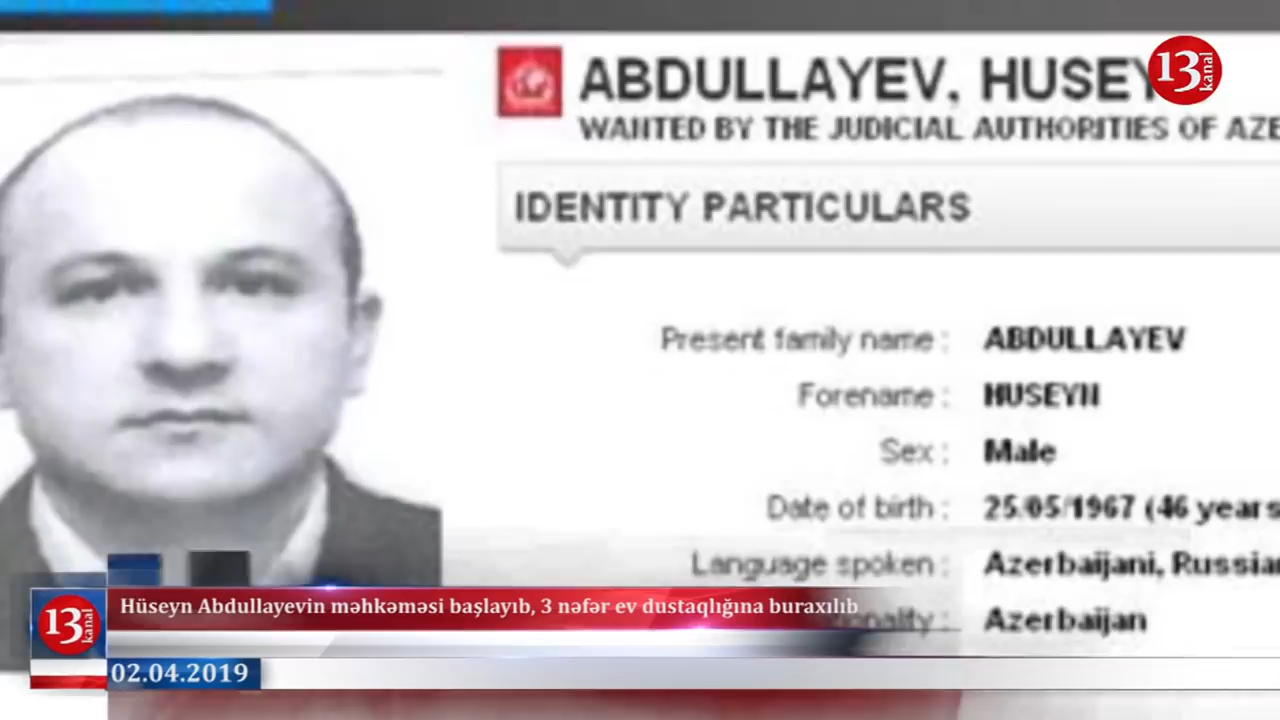 ABDULLAYEV, HUSEY
13 kanal
WANTED BY THE JUDICIAL AUTHORITIES OF AZE
IDENTITY PARTICULARS
Present family name : ABDULLAYEV
Forename : HUSEYN
Sex : Male
Date of birth : 25/05/1967 (46 years
Language spoken : Azerbaijani, Russian
Azerbaijan
13 kanal
Hüseyn Abdullayevin məhkəməsi başlayıb, 3 nəfər ev dustaqlığına buraxılıb
02.04.2019